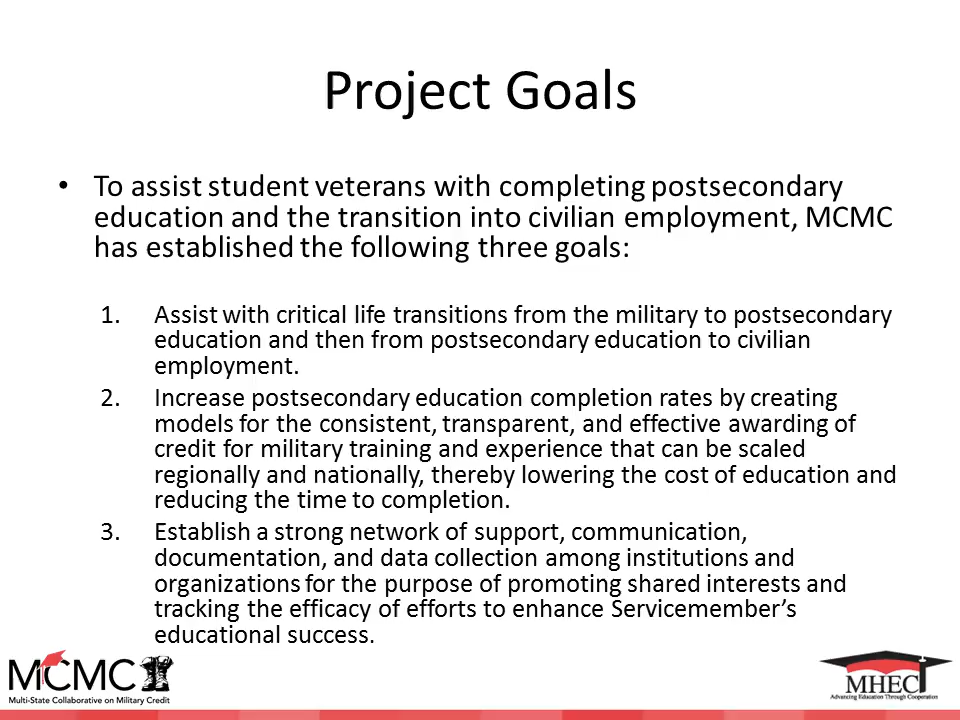 Project Goals
• To assist student veterans with completing postsecondary
education and the transition into civilian employment, MCMC
has established the following three goals:
1. Assist with critical life transitions from the military to postsecondary
education and then from postsecondary education to civilian
employment.
2. Increase postsecondary education completion rates by creating
models for the consistent, transparent, and effective awarding of
credit for military training and experience that can be scaled
regionally and nationally, thereby lowering the cost of education and
reducing the time to completion.
3. Establish a strong network of support, communication,
documentation, and data collection among institutions and
organizations for the purpose of promoting shared interests and
tracking the efficacy of efforts to enhance Servicemember’s
educational success.
MCMC
Multi-State Collaborative on Military Credit
MHEC
Advancing Education Through Cooperation